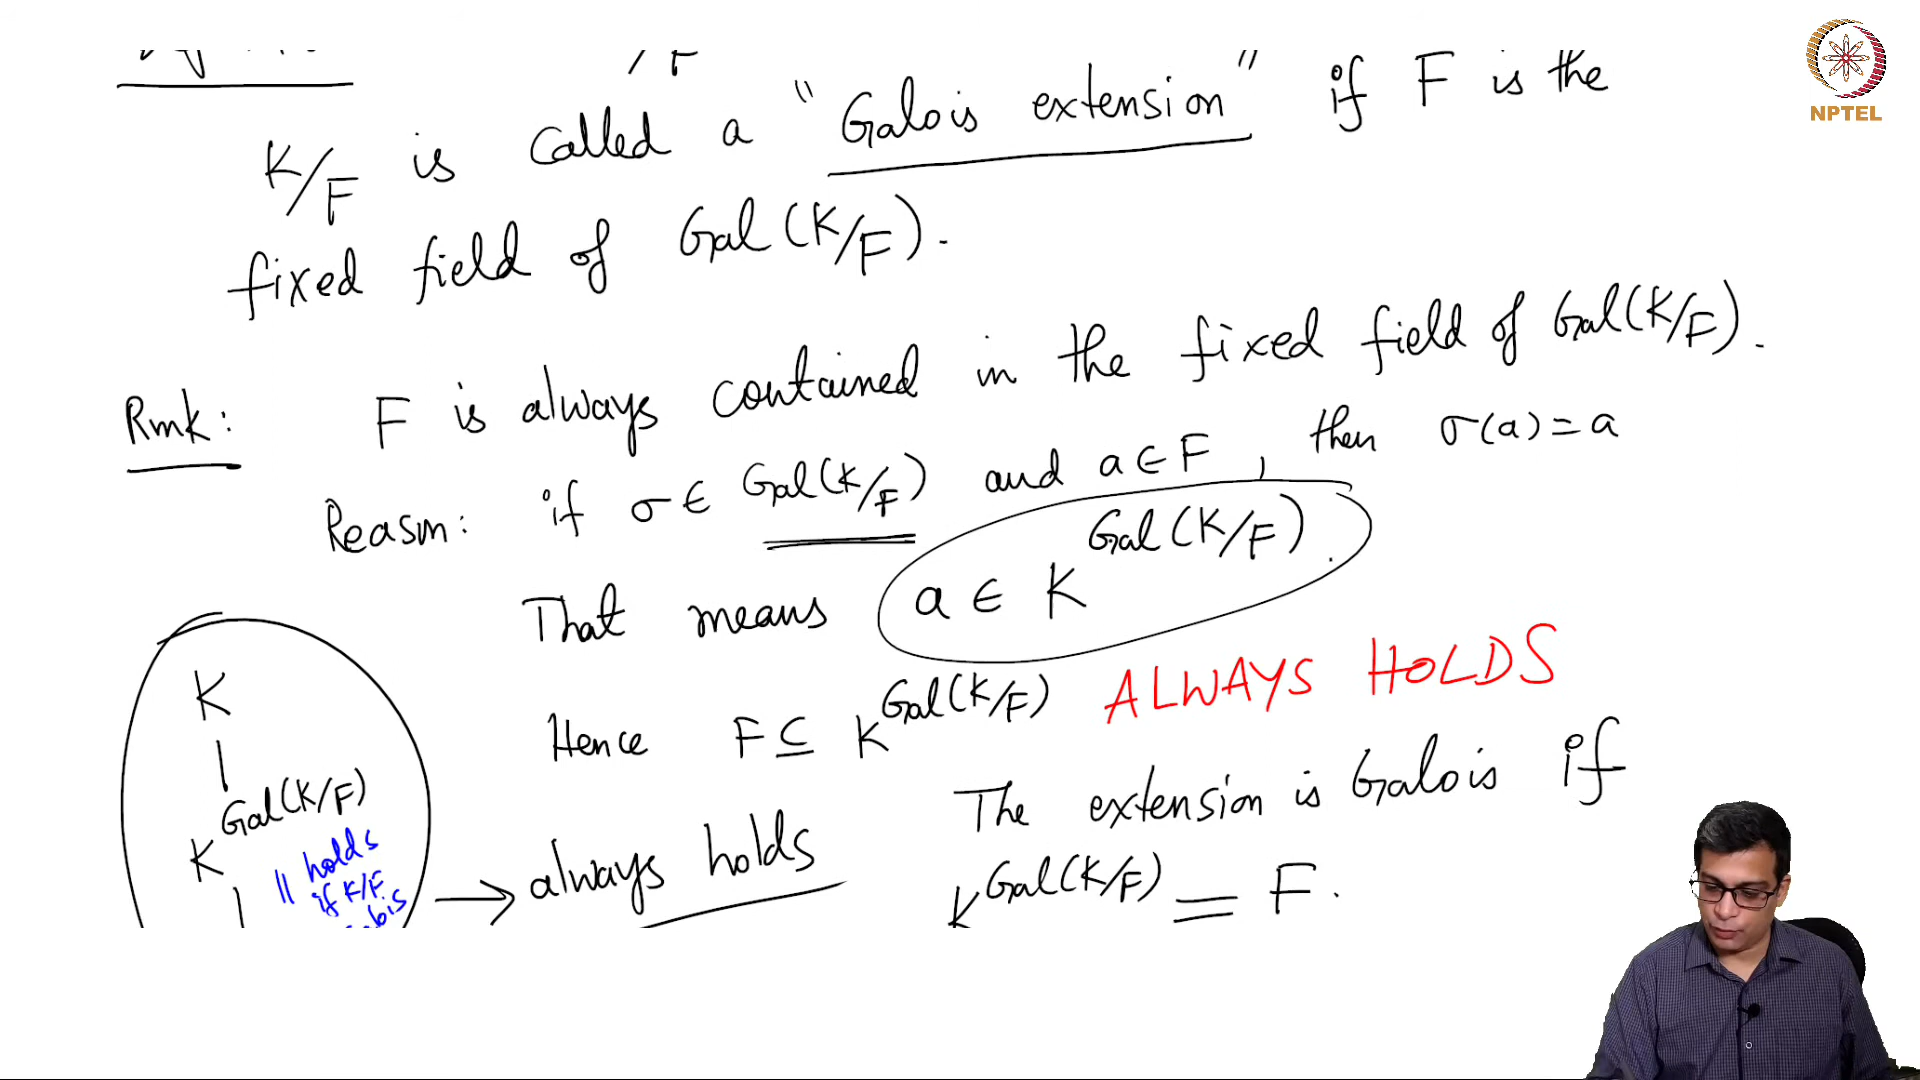 NPTEL
K/F is called a "Galois extension" if F is the
fixed field of Gal(K/F).
Rmk: F is always contained in the fixed field of Gal(K/F).
Reason: if σ ∈ Gal(K/F) and a ∈ F, then σ(a) = a
That means a ∈ K^Gal(K/F).
Hence F ⊆ K^Gal(K/F) ALWAYS HOLDS
The extension is Galois if
K^Gal(K/F) = F.
K
|
K^Gal(K/F)
| || holds
if K/F
→ always holds